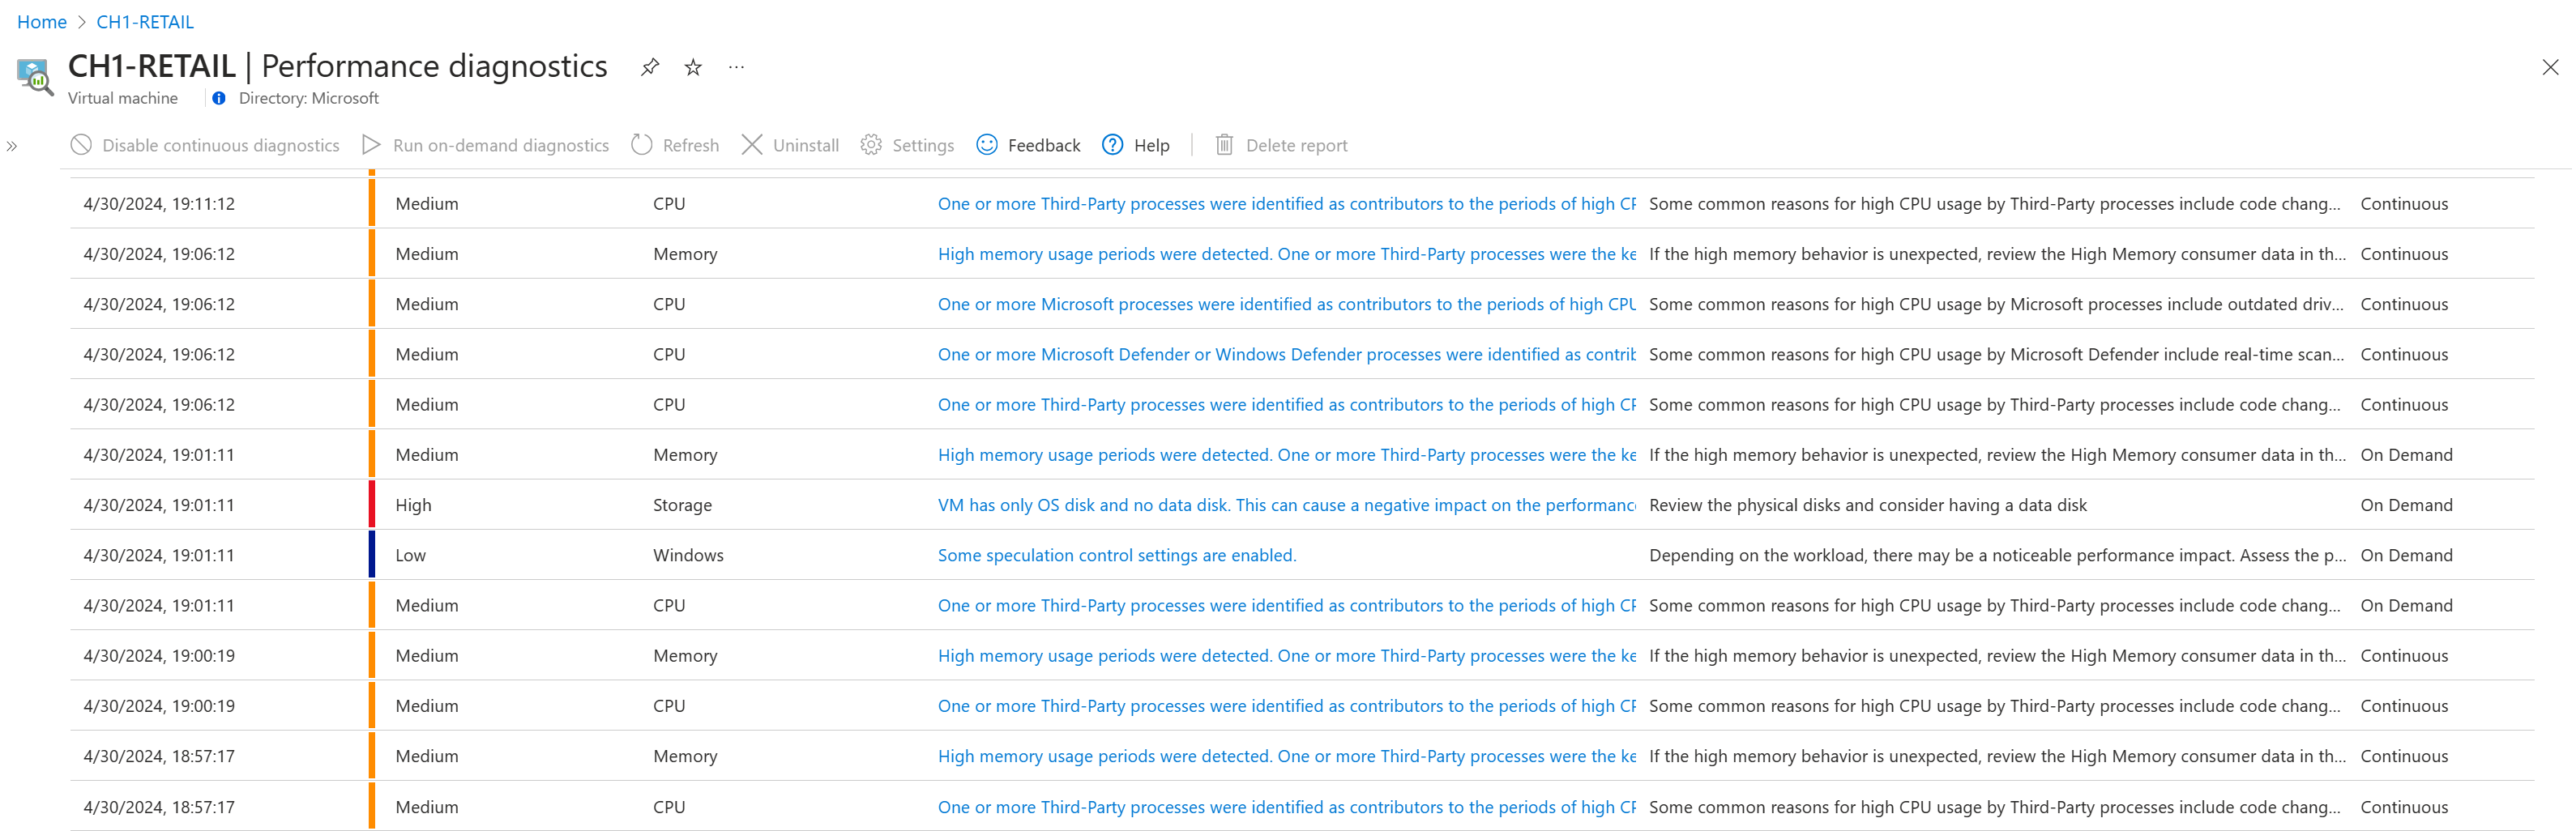 Home > CH1-RETAIL
CH1-RETAIL | Performance diagnostics ...
Virtual machine Directory: Microsoft
Disable continuous diagnostics Run on-demand diagnostics Refresh Uninstall Settings Feedback Help Delete report
4/30/2024, 19:11:12 Medium CPU One or more Third-Party processes were identified as contributors to the periods of high CP Some common reasons for high CPU usage by Third-Party processes include code chang... Continuous
4/30/2024, 19:06:12 Medium Memory High memory usage periods were detected. One or more Third-Party processes were the ke If the high memory behavior is unexpected, review the High Memory consumer data in th... Continuous
4/30/2024, 19:06:12 Medium CPU One or more Microsoft processes were identified as contributors to the periods of high CPU Some common reasons for high CPU usage by Microsoft processes include outdated driv... Continuous
4/30/2024, 19:06:12 Medium CPU One or more Microsoft Defender or Windows Defender processes were identified as contrib Some common reasons for high CPU usage by Microsoft Defender include real-time scan... Continuous
4/30/2024, 19:06:12 Medium CPU One or more Third-Party processes were identified as contributors to the periods of high CP Some common reasons for high CPU usage by Third-Party processes include code chang... Continuous
4/30/2024, 19:01:11 Medium Memory High memory usage periods were detected. One or more Third-Party processes were the ke If the high memory behavior is unexpected, review the High Memory consumer data in th... On Demand
4/30/2024, 19:01:11 High Storage VM has only OS disk and no data disk. This can cause a negative impact on the performanc Review the physical disks and consider having a data disk On Demand
4/30/2024, 19:01:11 Low Windows Some speculation control settings are enabled. Depending on the workload, there may be a noticeable performance impact. Assess the p... On Demand
4/30/2024, 19:01:11 Medium CPU One or more Third-Party processes were identified as contributors to the periods of high CP Some common reasons for high CPU usage by Third-Party processes include code chang... On Demand
4/30/2024, 19:00:19 Medium Memory High memory usage periods were detected. One or more Third-Party processes were the ke If the high memory behavior is unexpected, review the High Memory consumer data in th... Continuous
4/30/2024, 19:00:19 Medium CPU One or more Third-Party processes were identified as contributors to the periods of high CP Some common reasons for high CPU usage by Third-Party processes include code chang... Continuous
4/30/2024, 18:57:17 Medium Memory High memory usage periods were detected. One or more Third-Party processes were the ke If the high memory behavior is unexpected, review the High Memory consumer data in th... Continuous
4/30/2024, 18:57:17 Medium CPU One or more Third-Party processes were identified as contributors to the periods of high CP Some common reasons for high CPU usage by Third-Party processes include code chang... Continuous